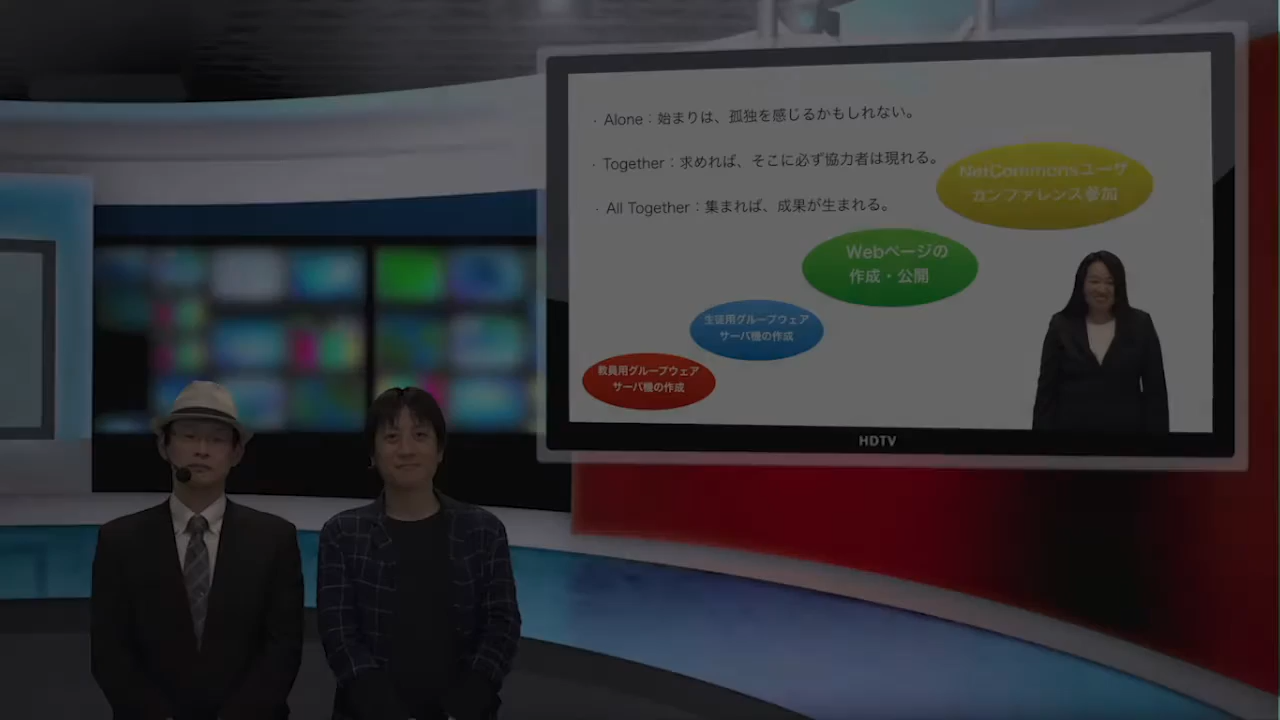 · Alone：始まりは、孤独を感じるかもしれない。
· Together：求めれば、そこに必ず協力者は現れる。
· All Together：集まれば、成果が生まれる。
NetCommonsユーザ
カンファレンス参加
Webページの
作成・公開
生徒用グループウェア
サーバ機の作成
教員用グループウェア
サーバ機の作成
HDTV